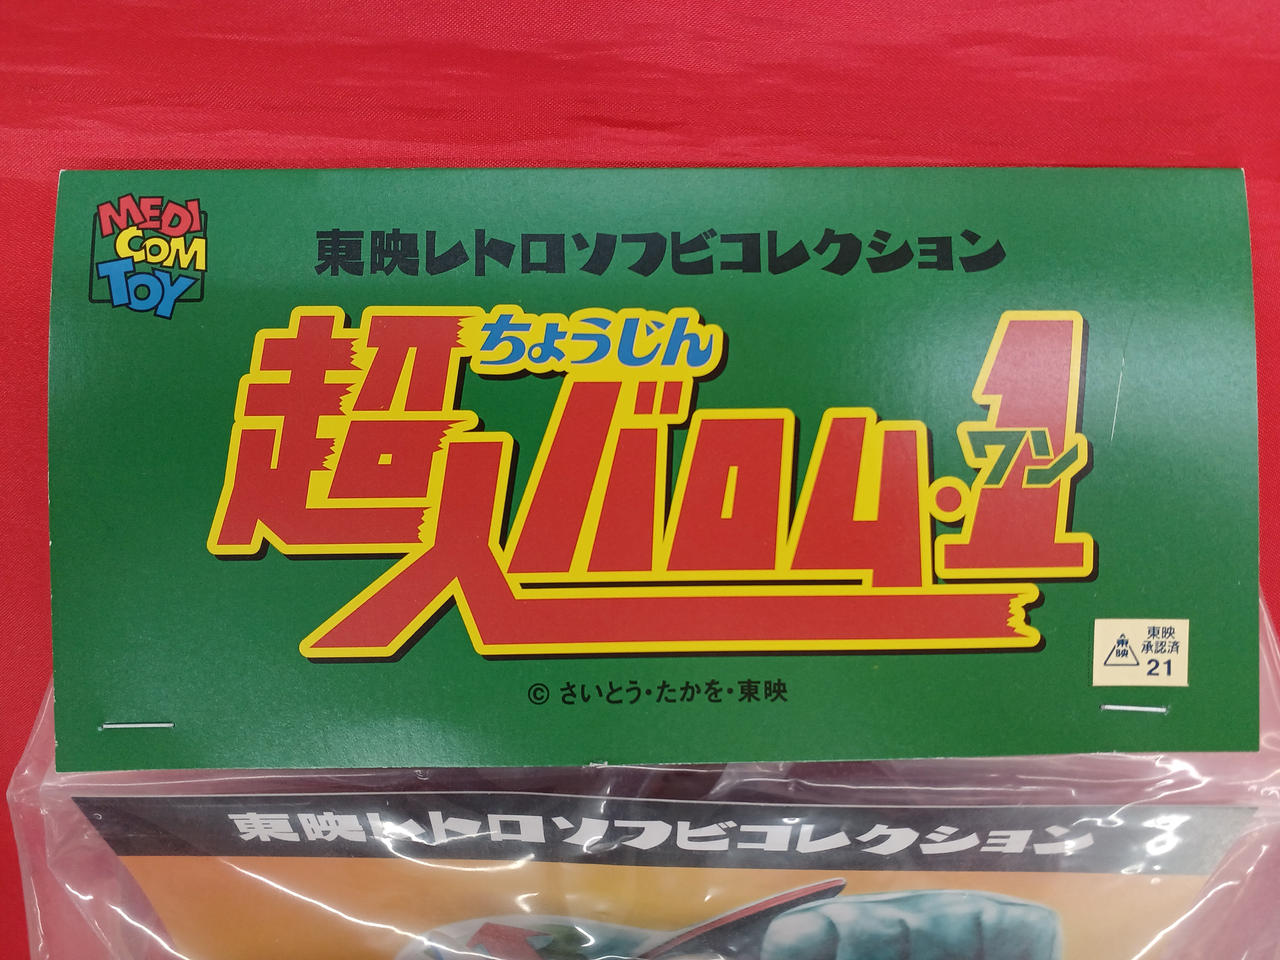 MEDI
COM
TOY
東映レトロソフビコレクション
ちょうじん
超人バロム・1
ワン
東映
承認済
21
東映
© さいとう・たかを・東映
東映レトロソフビコレクション